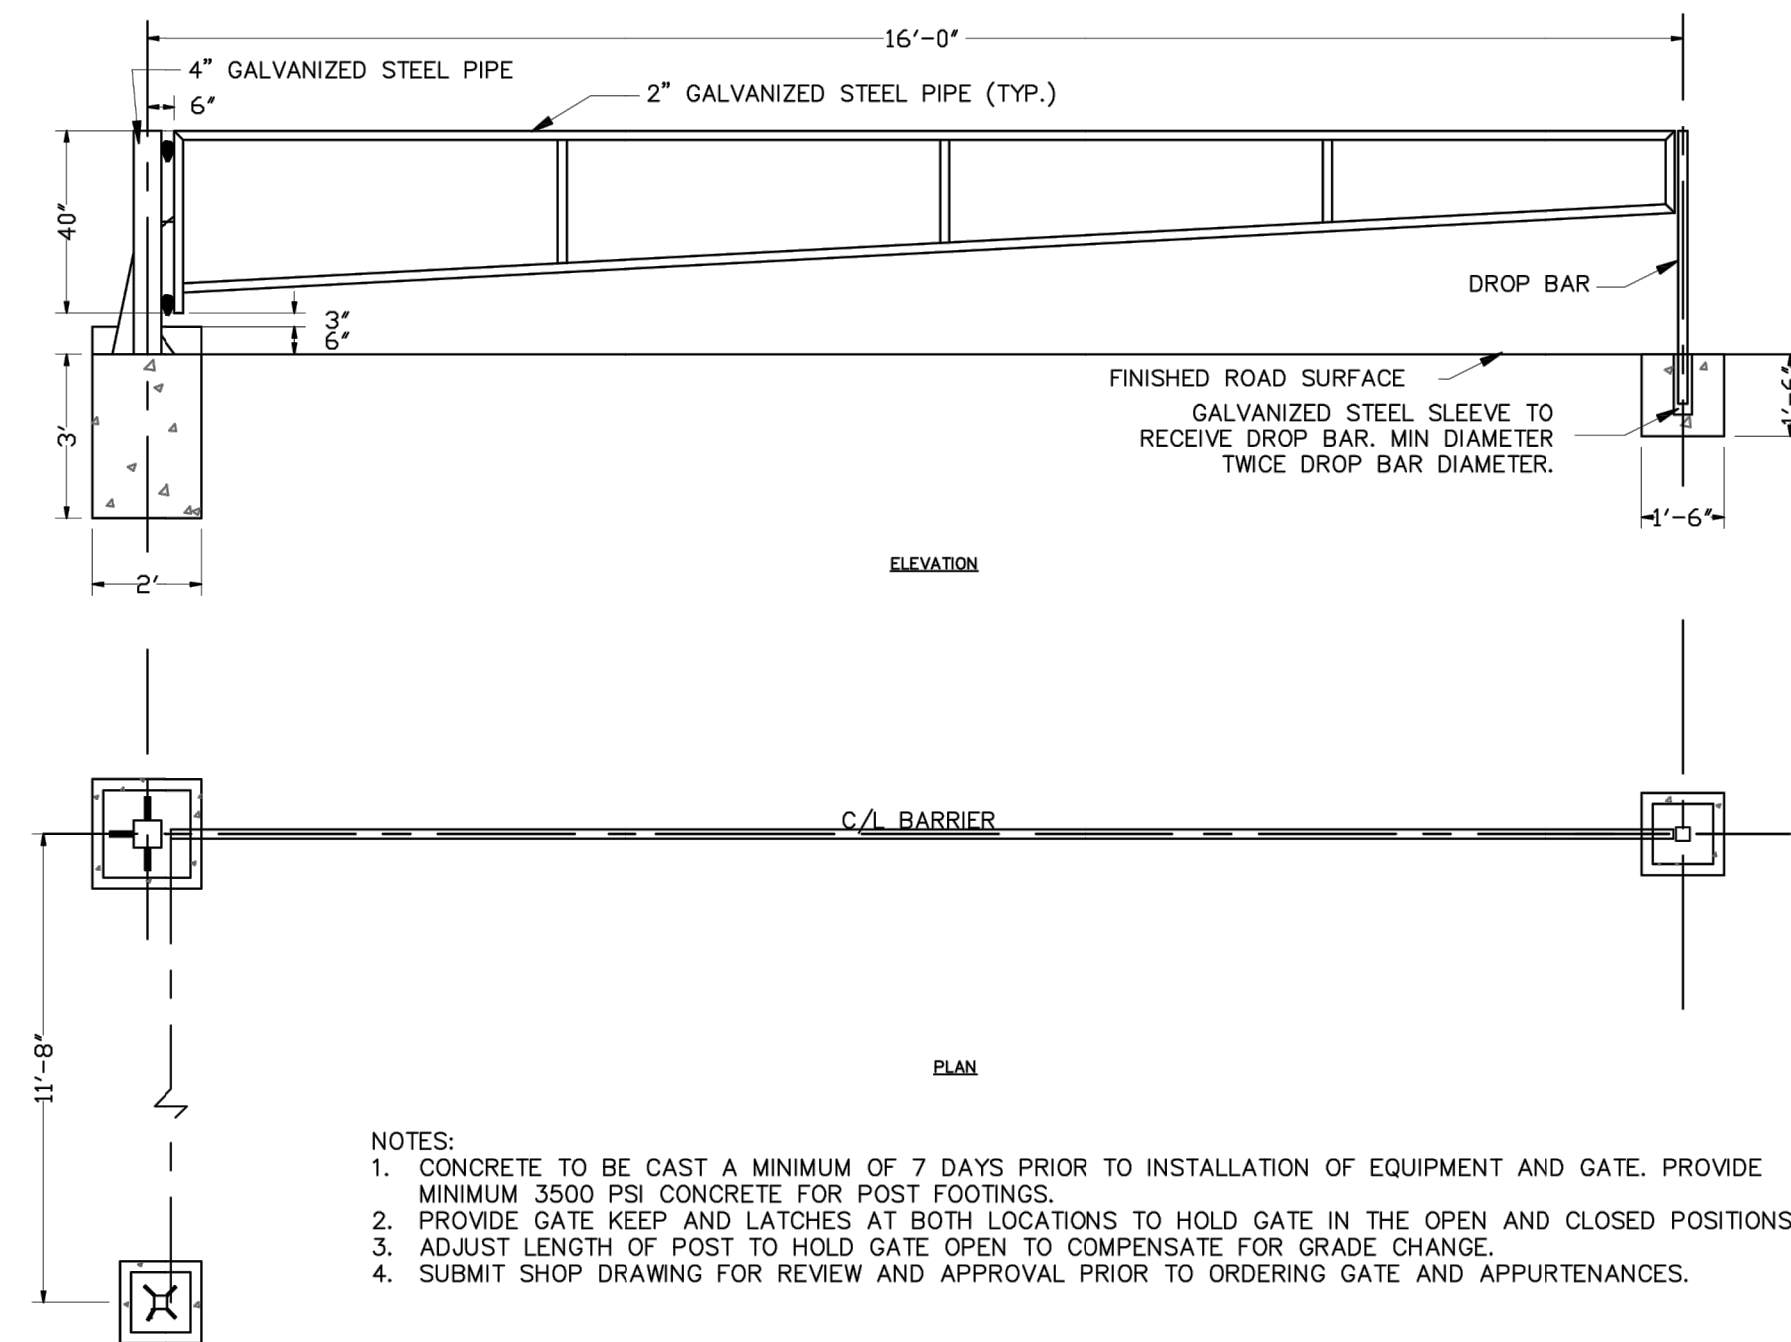 16'-0"
4" GALVANIZED STEEL PIPE
2" GALVANIZED STEEL PIPE (TYP.)
6"
40"
DROP BAR
3"
6"
FINISHED ROAD SURFACE
GALVANIZED STEEL SLEEVE TO
RECEIVE DROP BAR. MIN DIAMETER
TWICE DROP BAR DIAMETER.
1'-6"
3'
1'-6"
ELEVATION
2'
C/L BARRIER
11'-8"
PLAN
NOTES:
1. CONCRETE TO BE CAST A MINIMUM OF 7 DAYS PRIOR TO INSTALLATION OF EQUIPMENT AND GATE. PROVIDE
MINIMUM 3500 PSI CONCRETE FOR POST FOOTINGS.
2. PROVIDE GATE KEEP AND LATCHES AT BOTH LOCATIONS TO HOLD GATE IN THE OPEN AND CLOSED POSITIONS
3. ADJUST LENGTH OF POST TO HOLD GATE OPEN TO COMPENSATE FOR GRADE CHANGE.
4. SUBMIT SHOP DRAWING FOR REVIEW AND APPROVAL PRIOR TO ORDERING GATE AND APPURTENANCES.